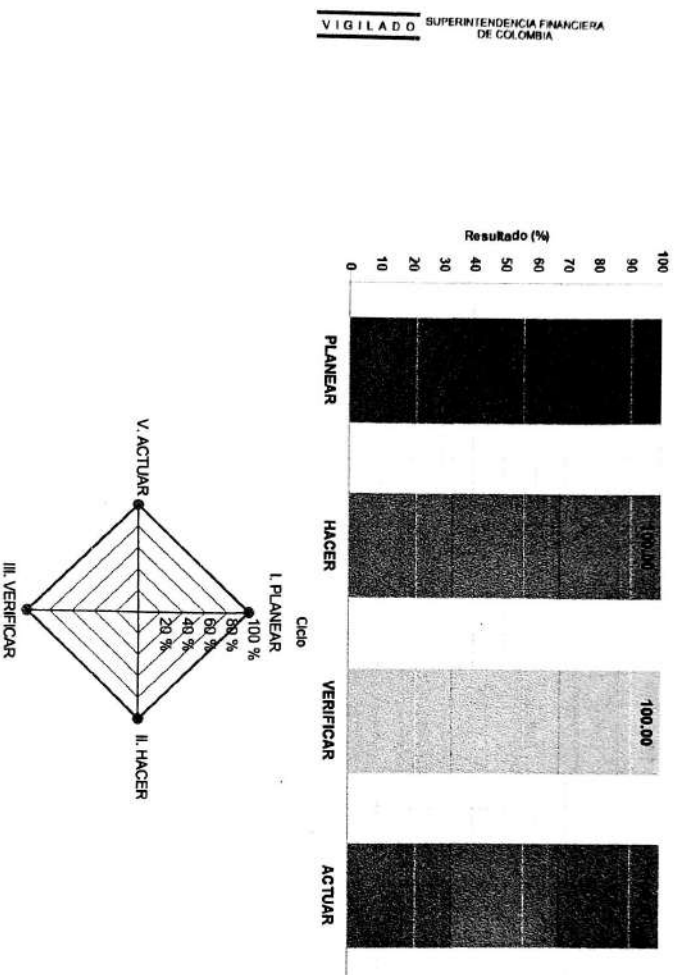 VIGILADO SUPERINTENDENCIA FINANCIERA
DE COLOMBIA
Resultado (%)
100
90
80
70
60
50
40
30
20
10
0
100.00
100.00
PLANEAR
HACER
VERIFICAR
ACTUAR
Ciclo
I. PLANEAR
100 %
80 %
60 %
40 %
20 %
V. ACTUAR
II. HACER
III. VERIFICAR